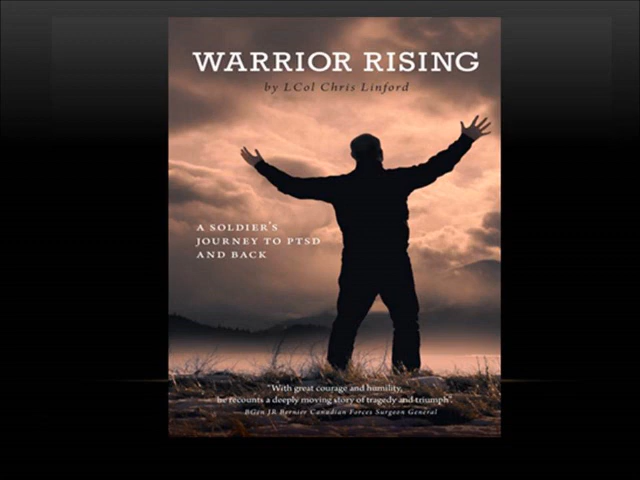 WARRIOR RISING
by LCol Chris Linford
A SOLDIER'S
JOURNEY TO PTSD
AND BACK
"With great courage and humility,
he recounts a deeply moving story of tragedy and triumph".
— BGen JR Bernier Canadian Forces Surgeon General